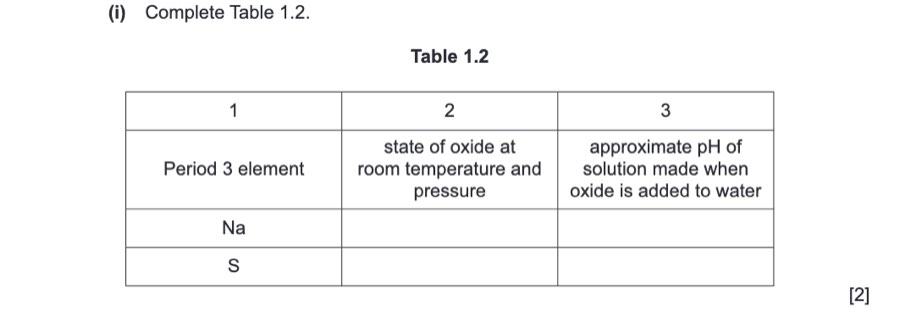 (i) Complete Table 1.2.
Table 1.2
1 2 3
Period 3 element
state of oxide at
room temperature and
pressure
approximate pH of
solution made when
oxide is added to water
Na
S
[2]